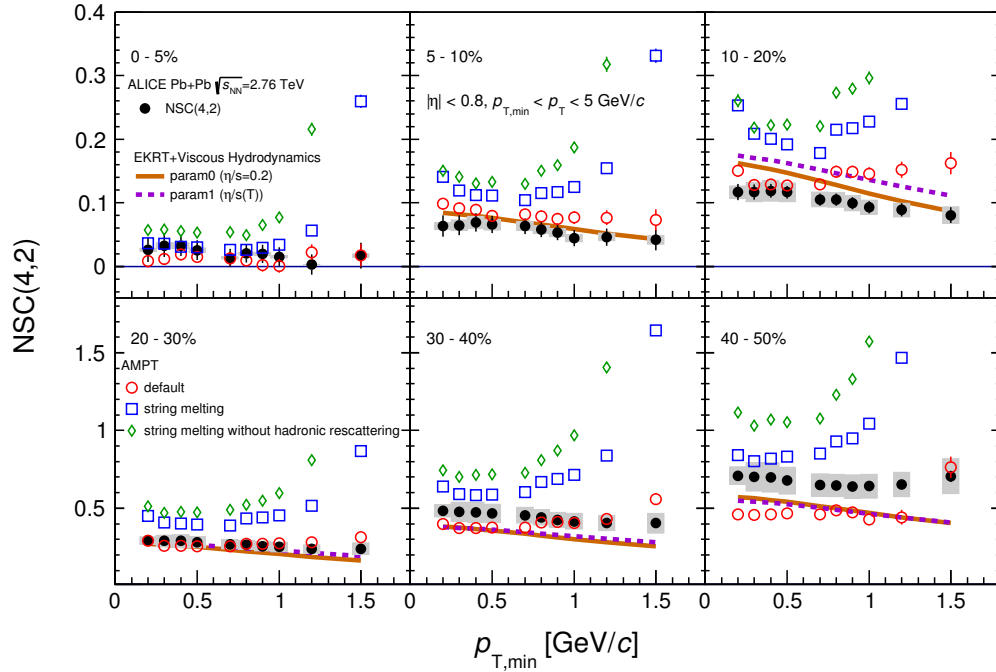 0.4
0.3
0.2
0.1
0
NSC(4,2)
0 - 5%
ALICE Pb+Pb √sNN=2.76 TeV
NSC(4,2)
EKRT+Viscous Hydrodynamics
param0 (η/s=0.2)
param1 (η/s(T))
5 - 10%
|η| < 0.8, pT,min < pT < 5 GeV/c
10 - 20%
1.5
1
0.5
20 - 30%
AMPT
default
string melting
string melting without hadronic rescattering
30 - 40%
40 - 50%
0 0.5 1 1.5 0 0.5 1 1.5 0 0.5 1 1.5
pT,min [GeV/c]